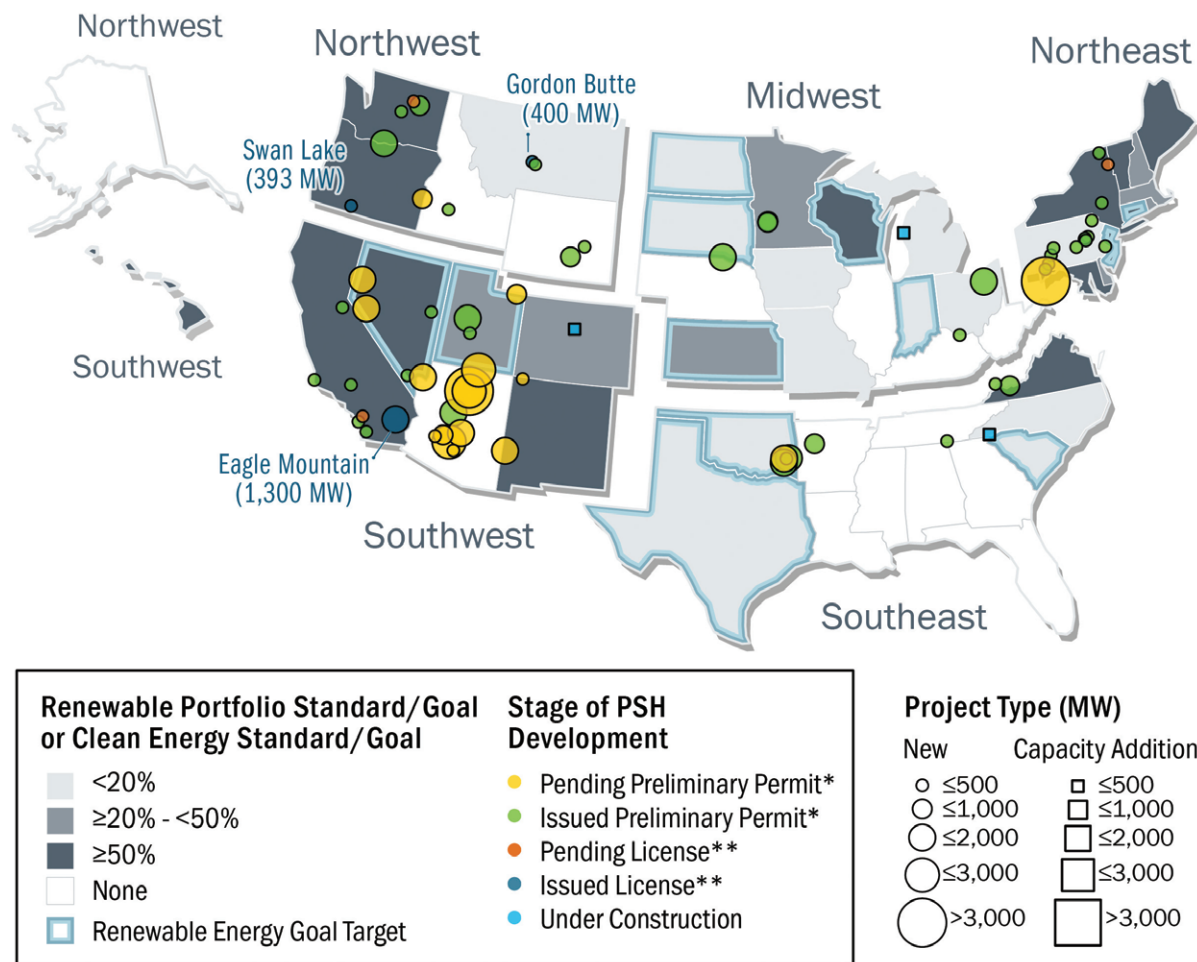 Northwest
Northwest
Northeast
Gordon Butte
(400 MW)
Midwest
Swan Lake
(393 MW)
Southwest
Eagle Mountain
(1,300 MW)
Southwest
Southeast
Renewable Portfolio Standard/Goal
or Clean Energy Standard/Goal
<20%
≥20% - <50%
≥50%
None
Renewable Energy Goal Target
Stage of PSH
Development
Pending Preliminary Permit*
Issued Preliminary Permit*
Pending License**
Issued License**
Under Construction
Project Type (MW)
New
≤500
≤1,000
≤2,000
≤3,000
>3,000
Capacity Addition
≤500
≤1,000
≤2,000
≤3,000
>3,000